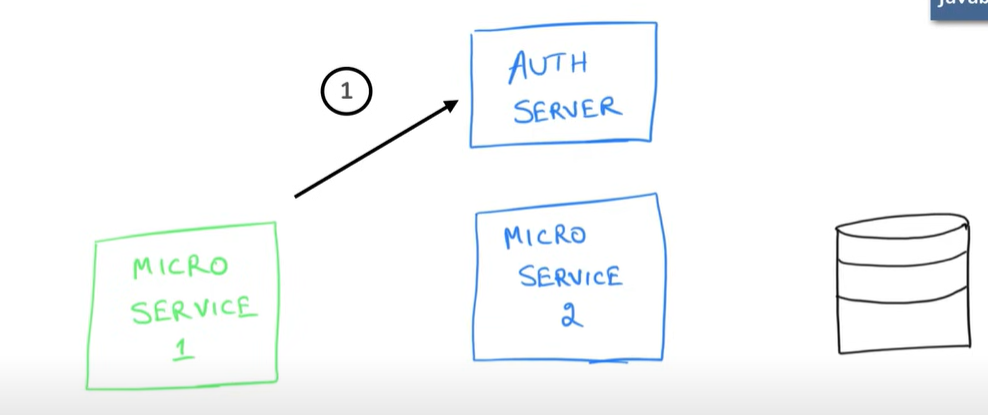 1
AUTH
SERVER
MICRO
SERVICE
1
MICRO
SERVICE
2